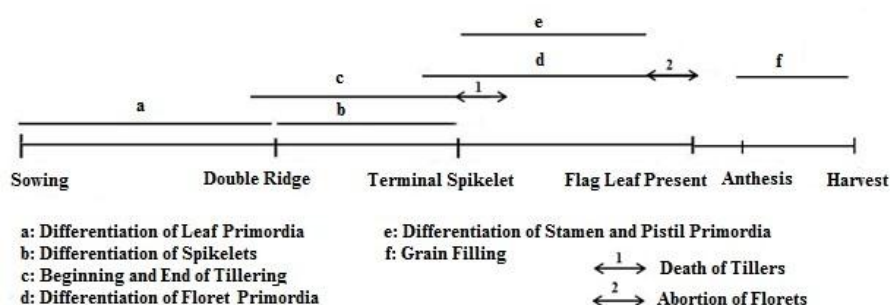 e
d
2
f
c
1
a
b
Sowing Double Ridge Terminal Spikelet Flag Leaf Present Anthesis Harvest
a: Differentiation of Leaf Primordia
b: Differentiation of Spikelets
c: Beginning and End of Tillering
d: Differentiation of Floret Primordia
e: Differentiation of Stamen and Pistil Primordia
f: Grain Filling
1 Death of Tillers
2 Abortion of Florets